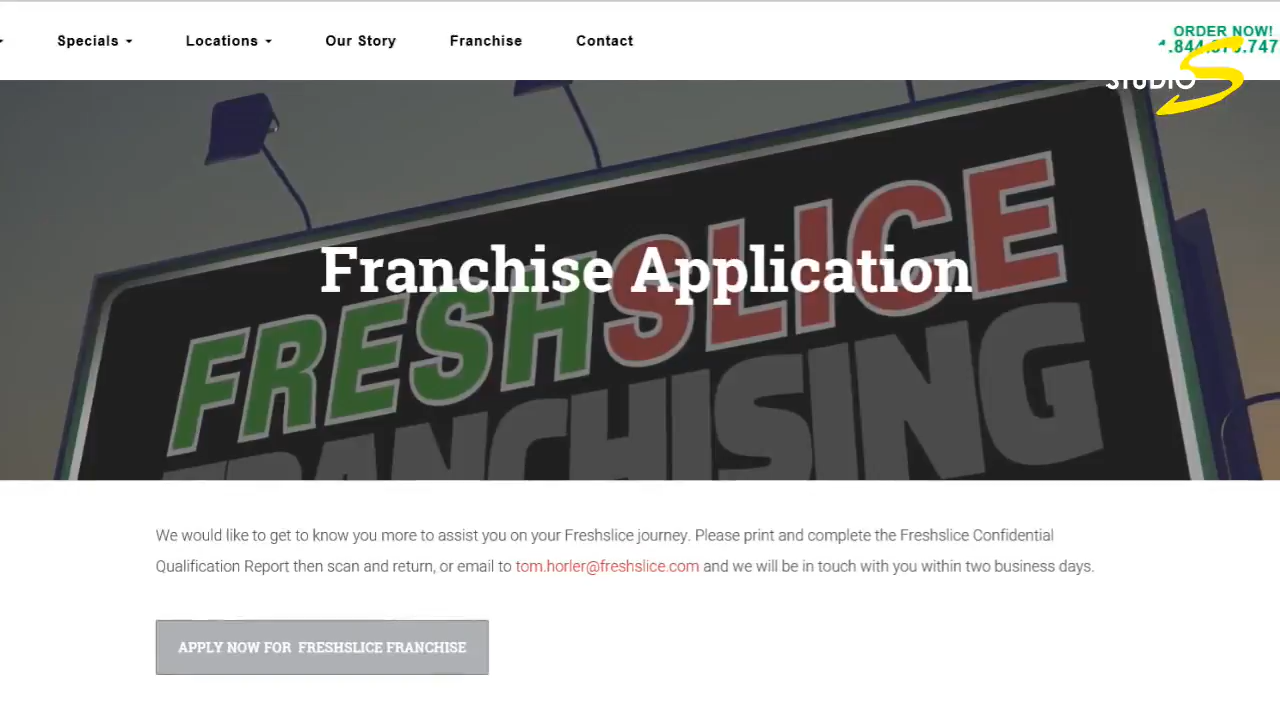 Specials
Locations
Our Story
Franchise
Contact
ORDER NOW!
STUDIO S
Franchise Application
FRESHSLICE
FRANCHISING
We would like to get to know you more to assist you on your Freshslice journey. Please print and complete the Freshslice Confidential
Qualification Report then scan and return, or email to tom.horler@freshslice.com and we will be in touch with you within two business days.
APPLY NOW FOR FRESHSLICE FRANCHISE